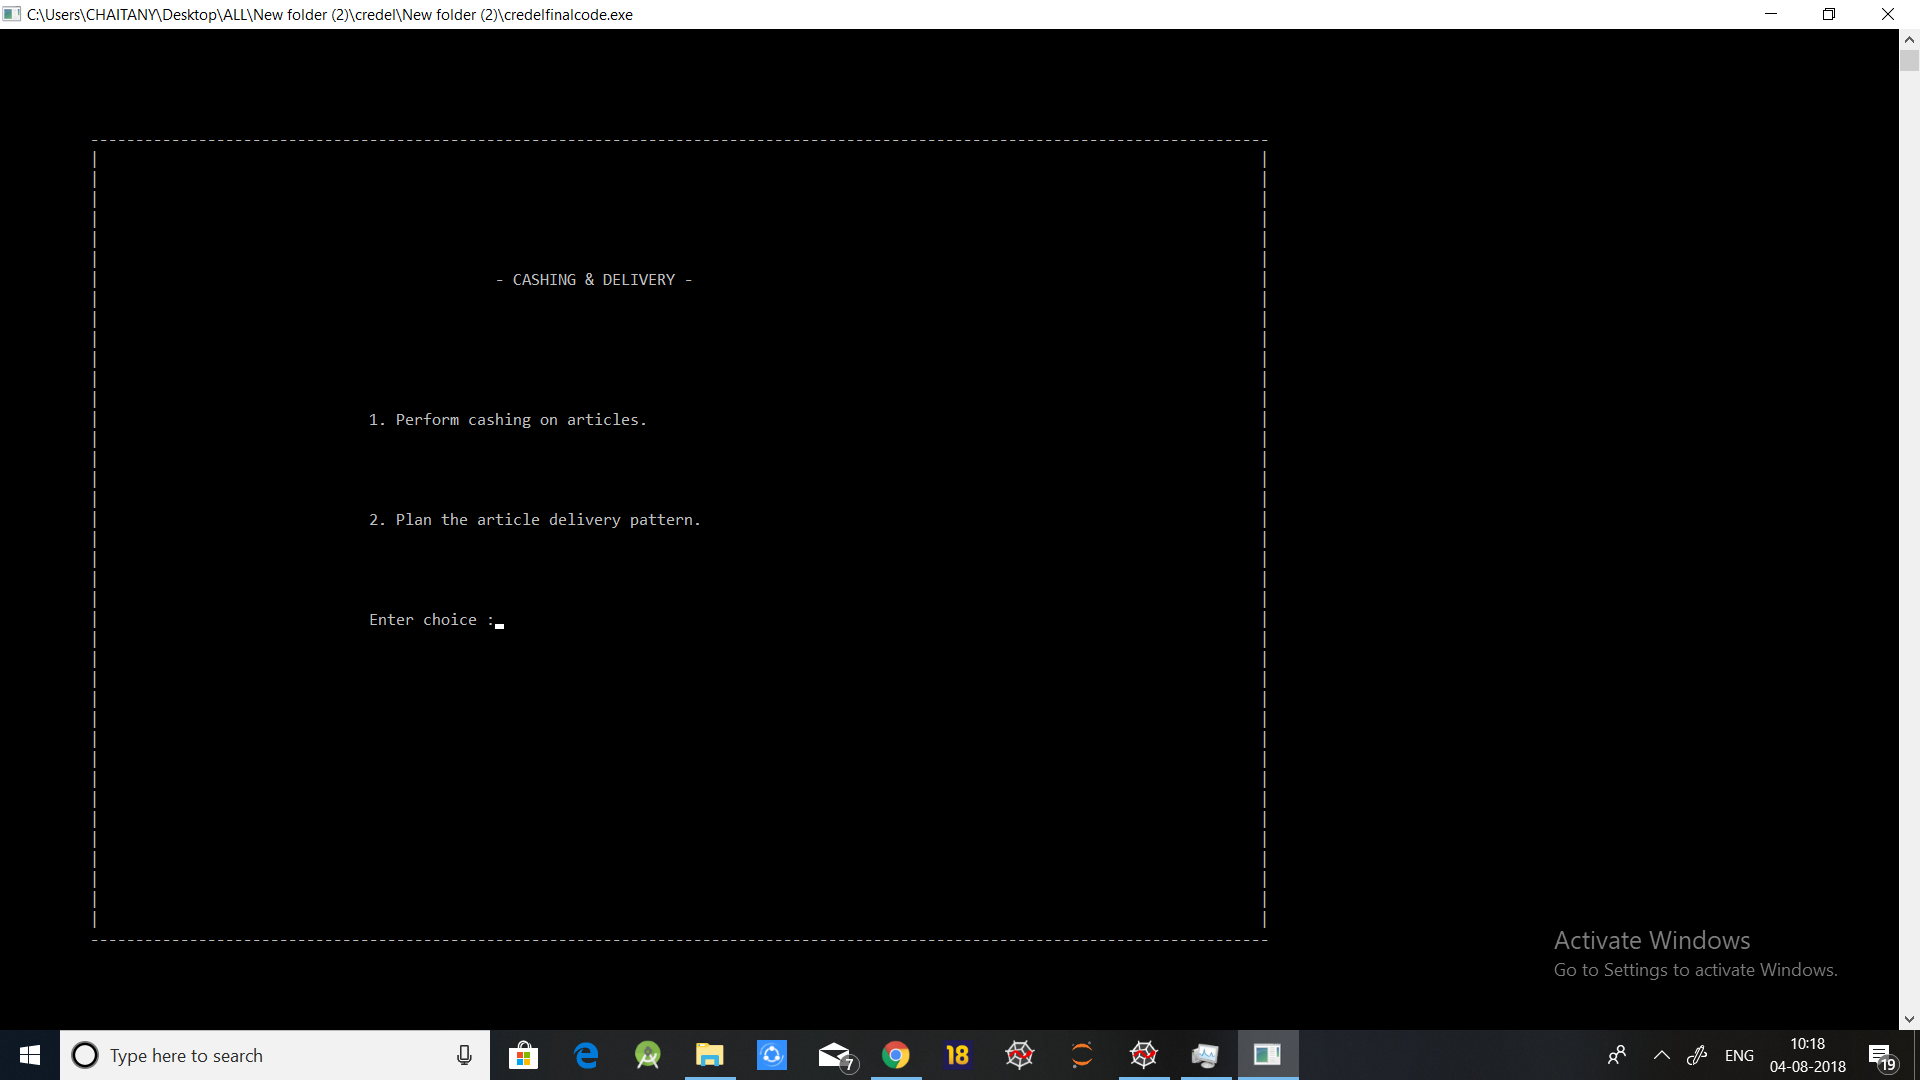 C:\Users\CHAITANY\Desktop\ALL\New folder (2)\credel\New folder (2)\credelfinalcode.exe
- CASHING & DELIVERY -
1. Perform cashing on articles.
2. Plan the article delivery pattern.
Enter choice :
Activate Windows
Go to Settings to activate Windows.
Type here to search
7
18
ENG
10:18
04-08-2018
19